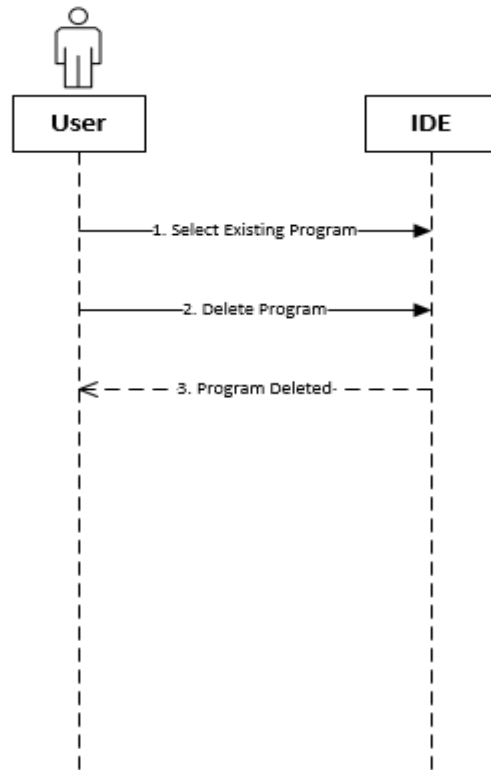 User
IDE
1. Select Existing Program
2. Delete Program
3. Program Deleted